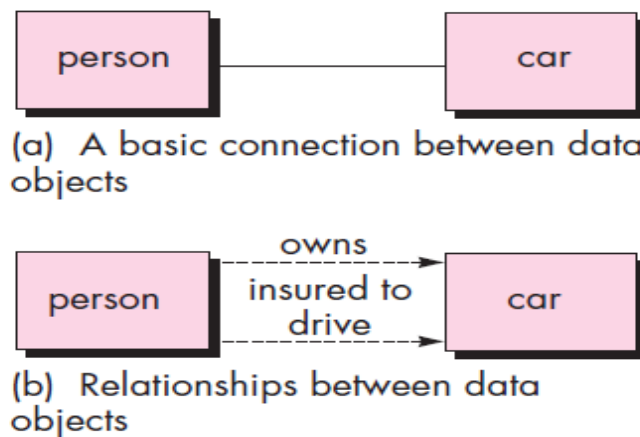 person
car
(a) A basic connection between data
objects
owns
person
insured to
drive
car
(b) Relationships between data
objects